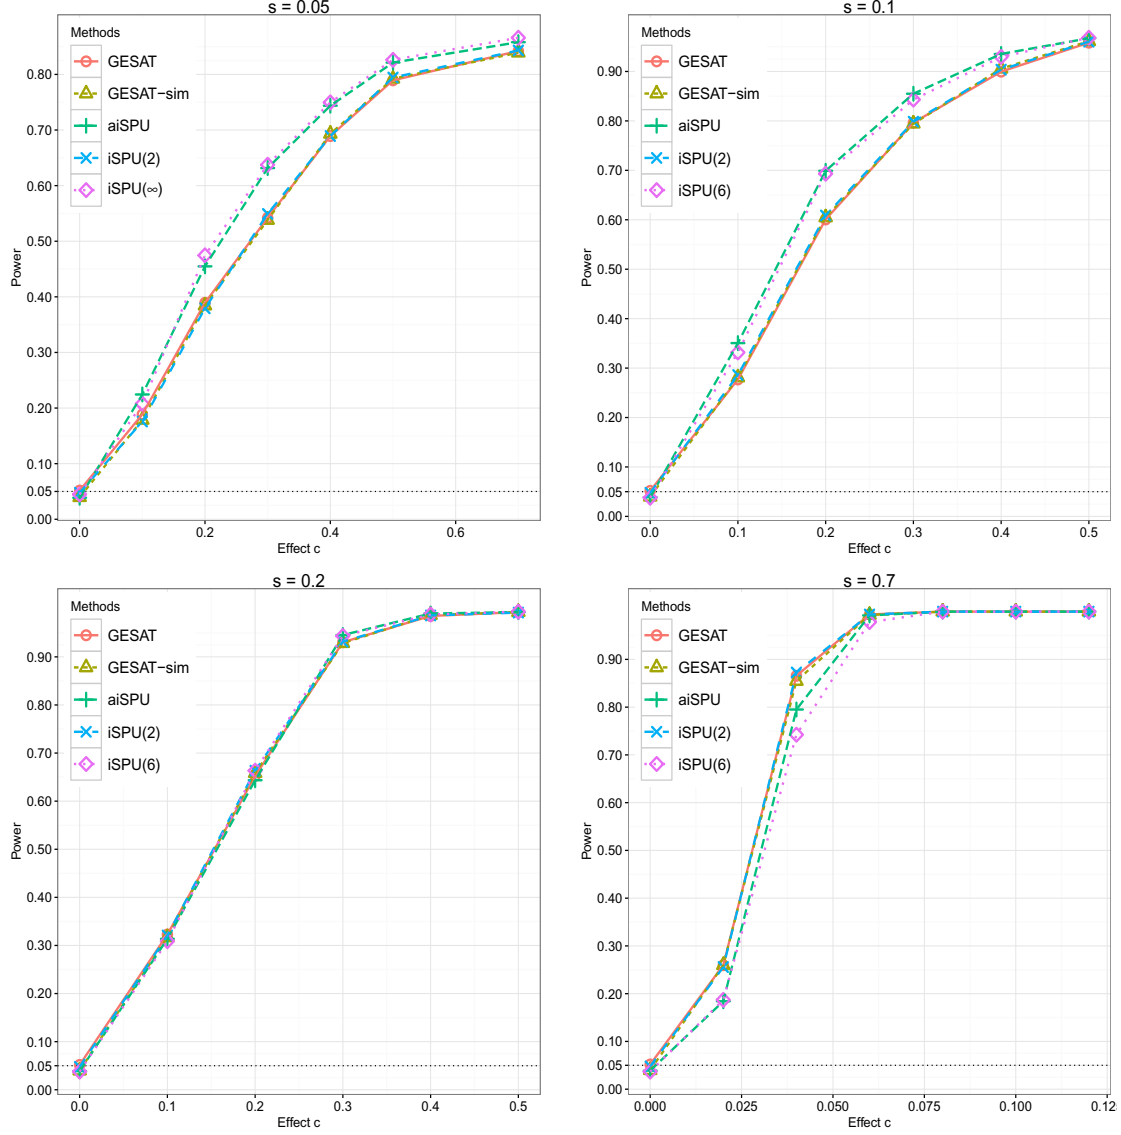 s = 0.05
Methods
GESAT
GESAT−sim
aiSPU
iSPU(2)
iSPU(∞)
Power
0.80
0.70
0.60
0.50
0.40
0.30
0.20
0.10
0.05
0.00
0.0 0.2 0.4 0.6
Effect c
s = 0.1
Methods
GESAT
GESAT−sim
aiSPU
iSPU(2)
iSPU(6)
Power
0.90
0.80
0.70
0.60
0.50
0.40
0.30
0.20
0.10
0.05
0.00
0.0 0.1 0.2 0.3 0.4 0.5
Effect c
s = 0.2
Methods
GESAT
GESAT−sim
aiSPU
iSPU(2)
iSPU(6)
Power
0.90
0.80
0.70
0.60
0.50
0.40
0.30
0.20
0.10
0.05
0.00
0.0 0.1 0.2 0.3 0.4 0.5
Effect c
s = 0.7
Methods
GESAT
GESAT−sim
aiSPU
iSPU(2)
iSPU(6)
Power
0.90
0.80
0.70
0.60
0.50
0.40
0.30
0.20
0.10
0.05
0.00
0.000 0.025 0.050 0.075 0.100 0.12
Effect c